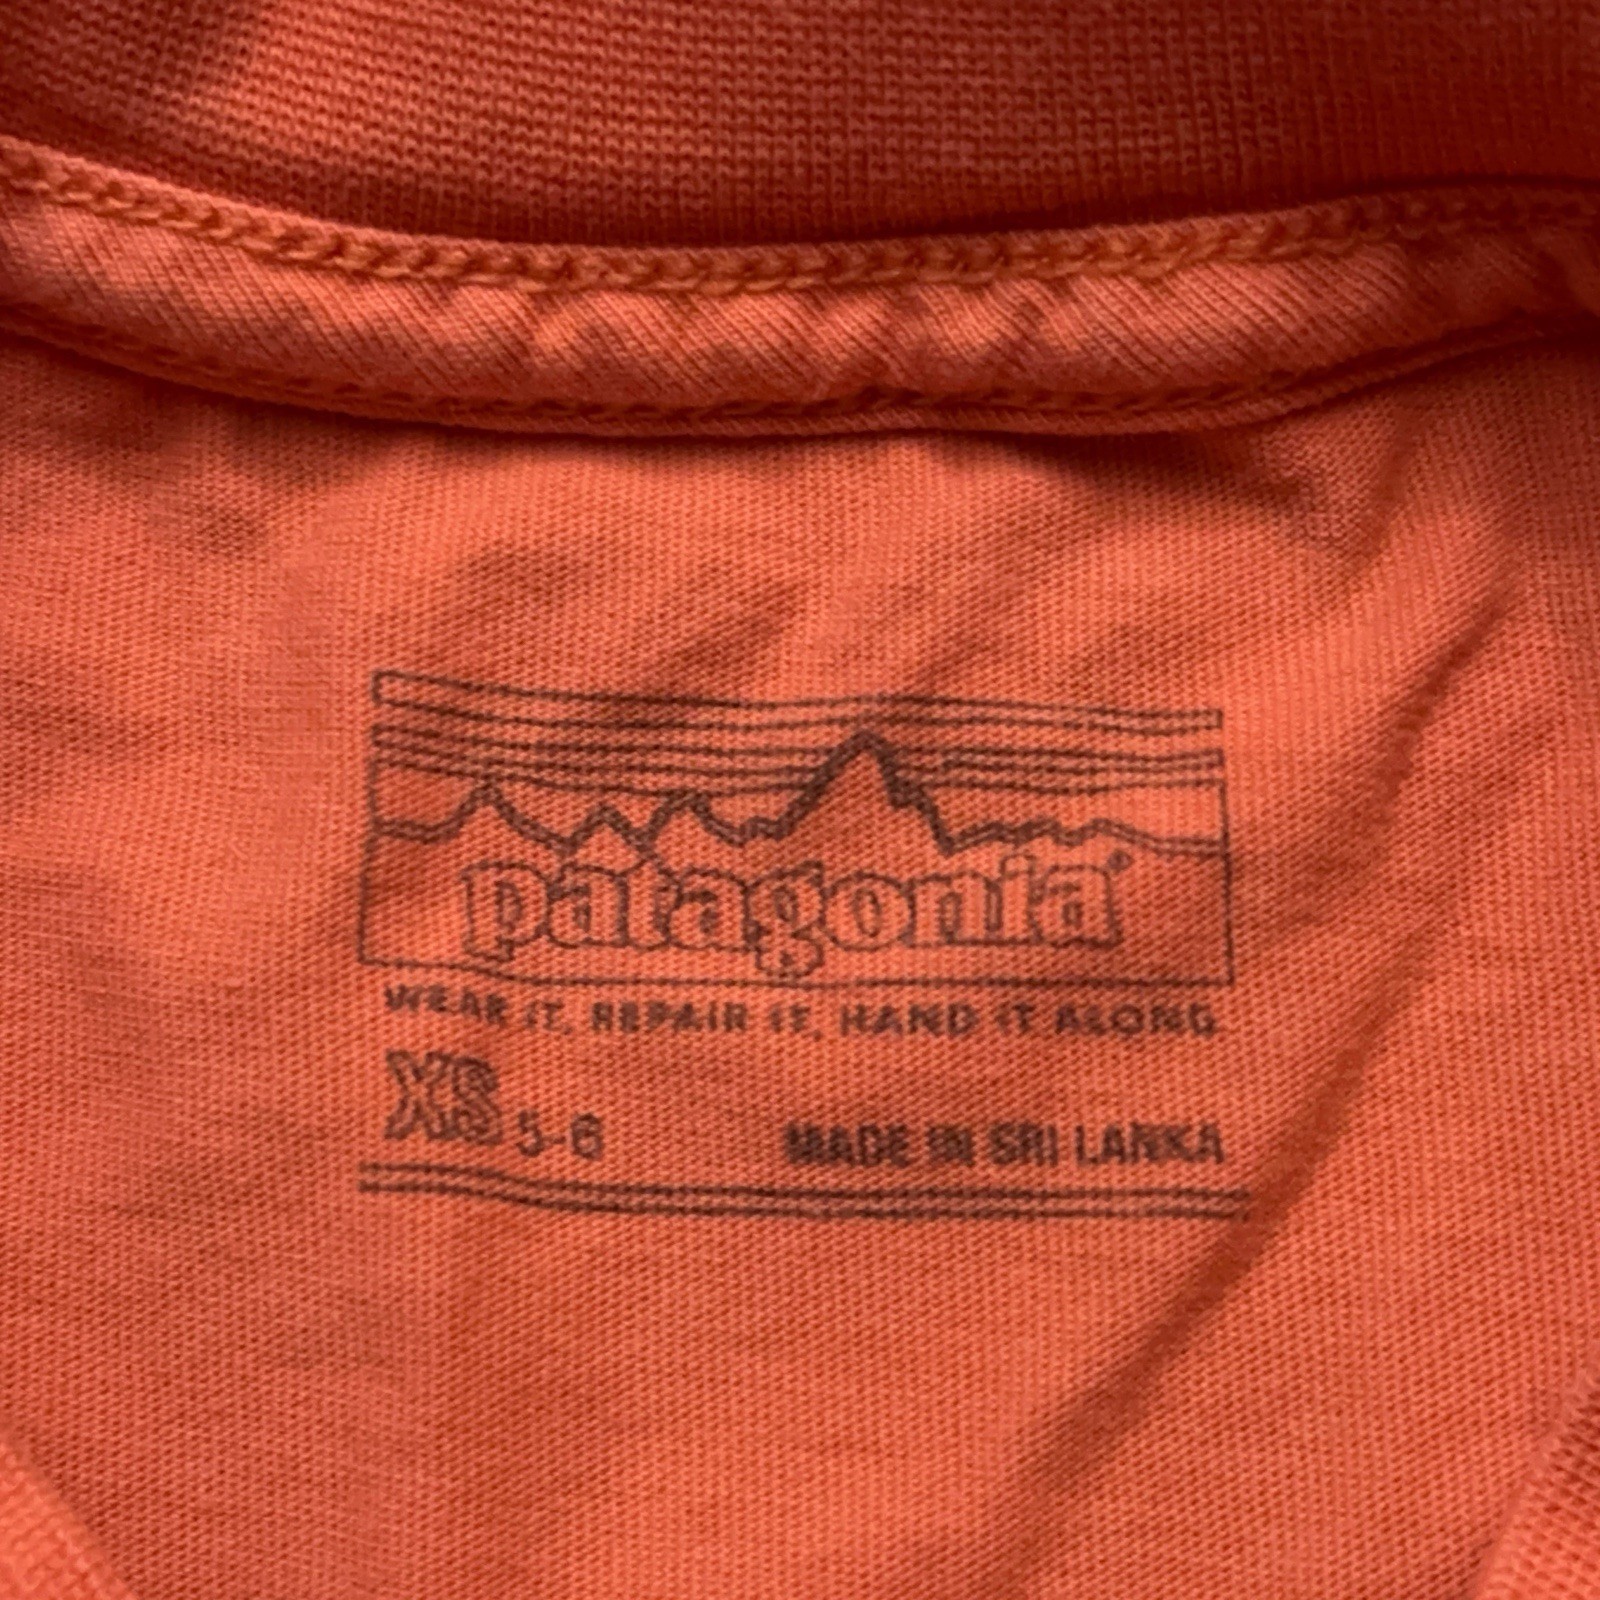 patagonia®
WEAR IT, REPAIR IT, HAND IT ALONG.
XS 5-6 MADE IN SRI LANKA